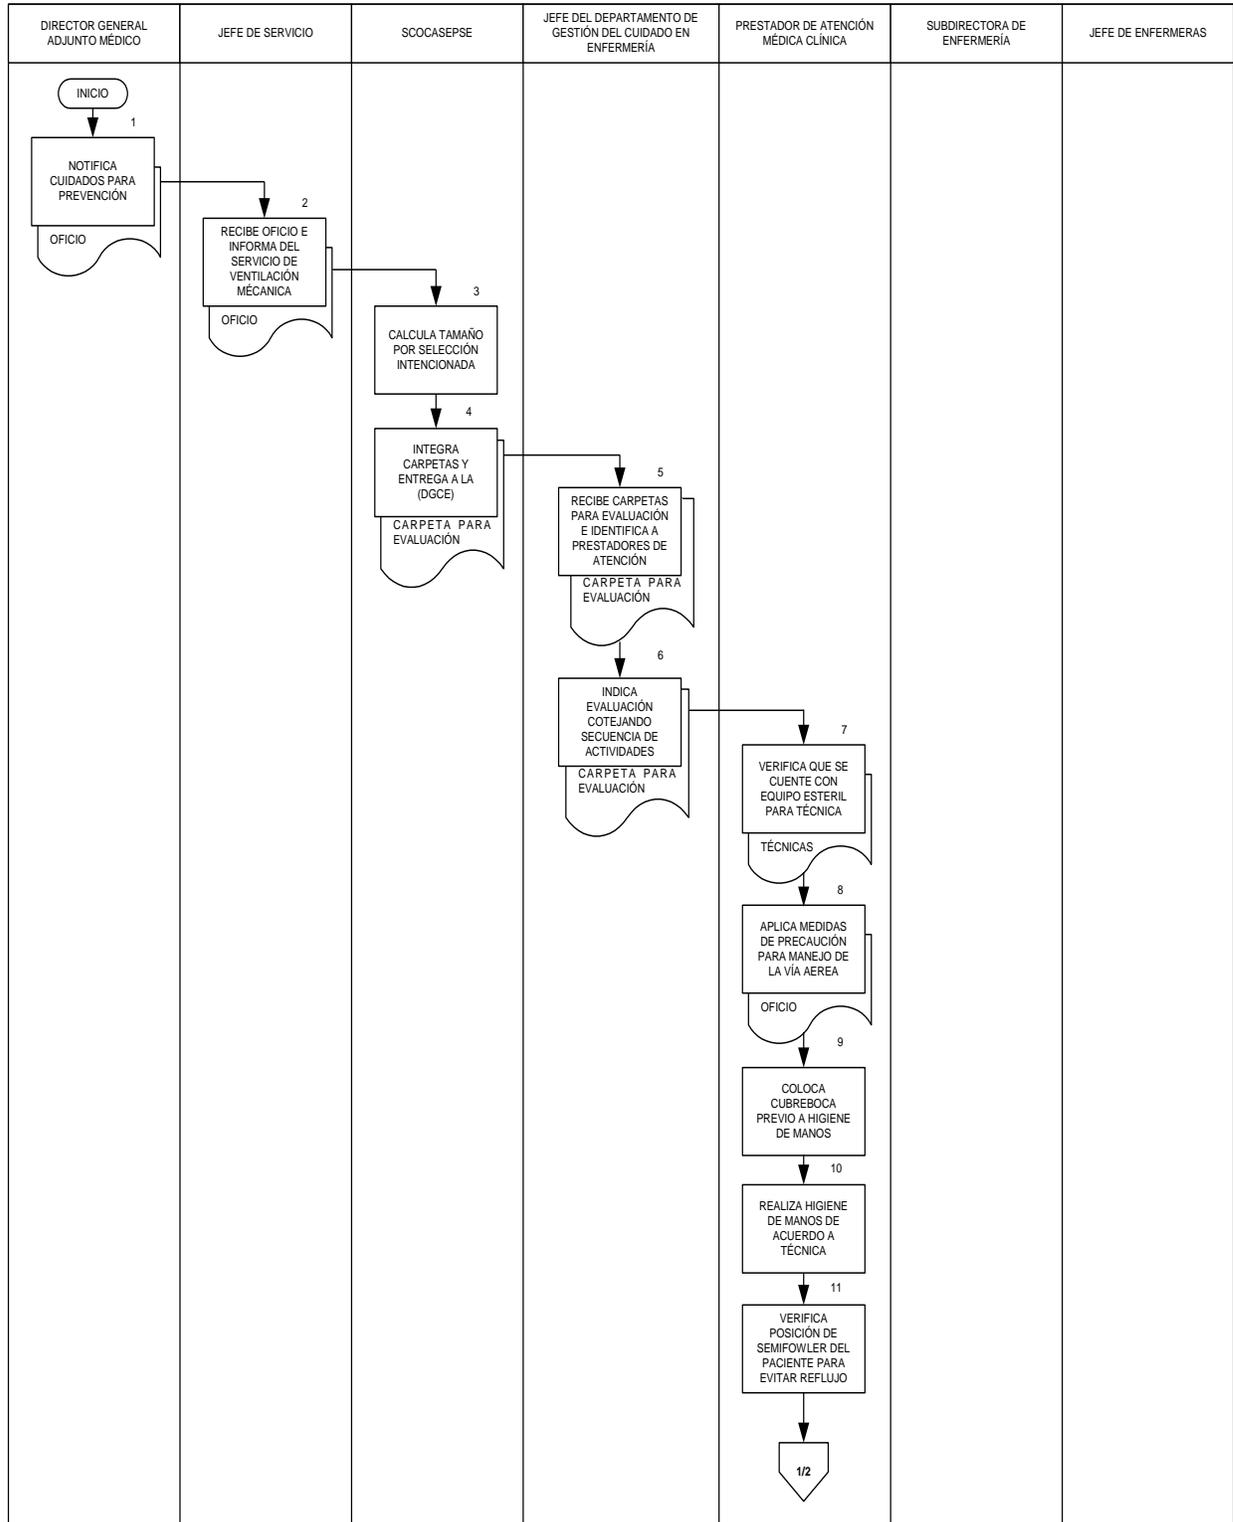 DIRECTOR GENERAL
ADJUNTO MÉDICO
JEFE DE SERVICIO
SCOCASEPSE
JEFE DEL DEPARTAMENTO DE
GESTIÓN DEL CUIDADO EN
ENFERMERÍA
PRESTADOR DE ATENCIÓN
MÉDICA CLÍNICA
SUBDIRECTORA DE
ENFERMERÍA
JEFE DE ENFERMERAS
INICIO
1
NOTIFICA
CUIDADOS PARA
PREVENCIÓN
OFICIO
2
RECIBE OFICIO E
INFORMA DEL
SERVICIO DE
VENTILACIÓN
MÉCANICA
OFICIO
3
CALCULA TAMAÑO
POR SELECCIÓN
INTENCIONADA
4
INTEGRA
CARPETAS Y
ENTREGA A LA
(DGCE)
CARPETA PARA
EVALUACIÓN
5
RECIBE CARPETAS
PARA EVALUACIÓN
E IDENTIFICA A
PRESTADORES DE
ATENCIÓN
CARPETA PARA
EVALUACIÓN
6
INDICA
EVALUACIÓN
COTEJANDO
SECUENCIA DE
ACTIVIDADES
CARPETA PARA
EVALUACIÓN
7
VERIFICA QUE SE
CUENTE CON
EQUIPO ESTERIL
PARA TÉCNICA
TÉCNICAS
8
APLICA MEDIDAS
DE PRECAUCIÓN
PARA MANEJO DE
LA VÍA AEREA
OFICIO
9
COLOCA
CUBREBOCA
PREVIO A HIGIENE
DE MANOS
10
REALIZA HIGIENE
DE MANOS DE
ACUERDO A
TÉCNICA
11
VERIFICA
POSICIÓN DE
SEMIFOWLER DEL
PACIENTE PARA
EVITAR REFLUJO
1/2